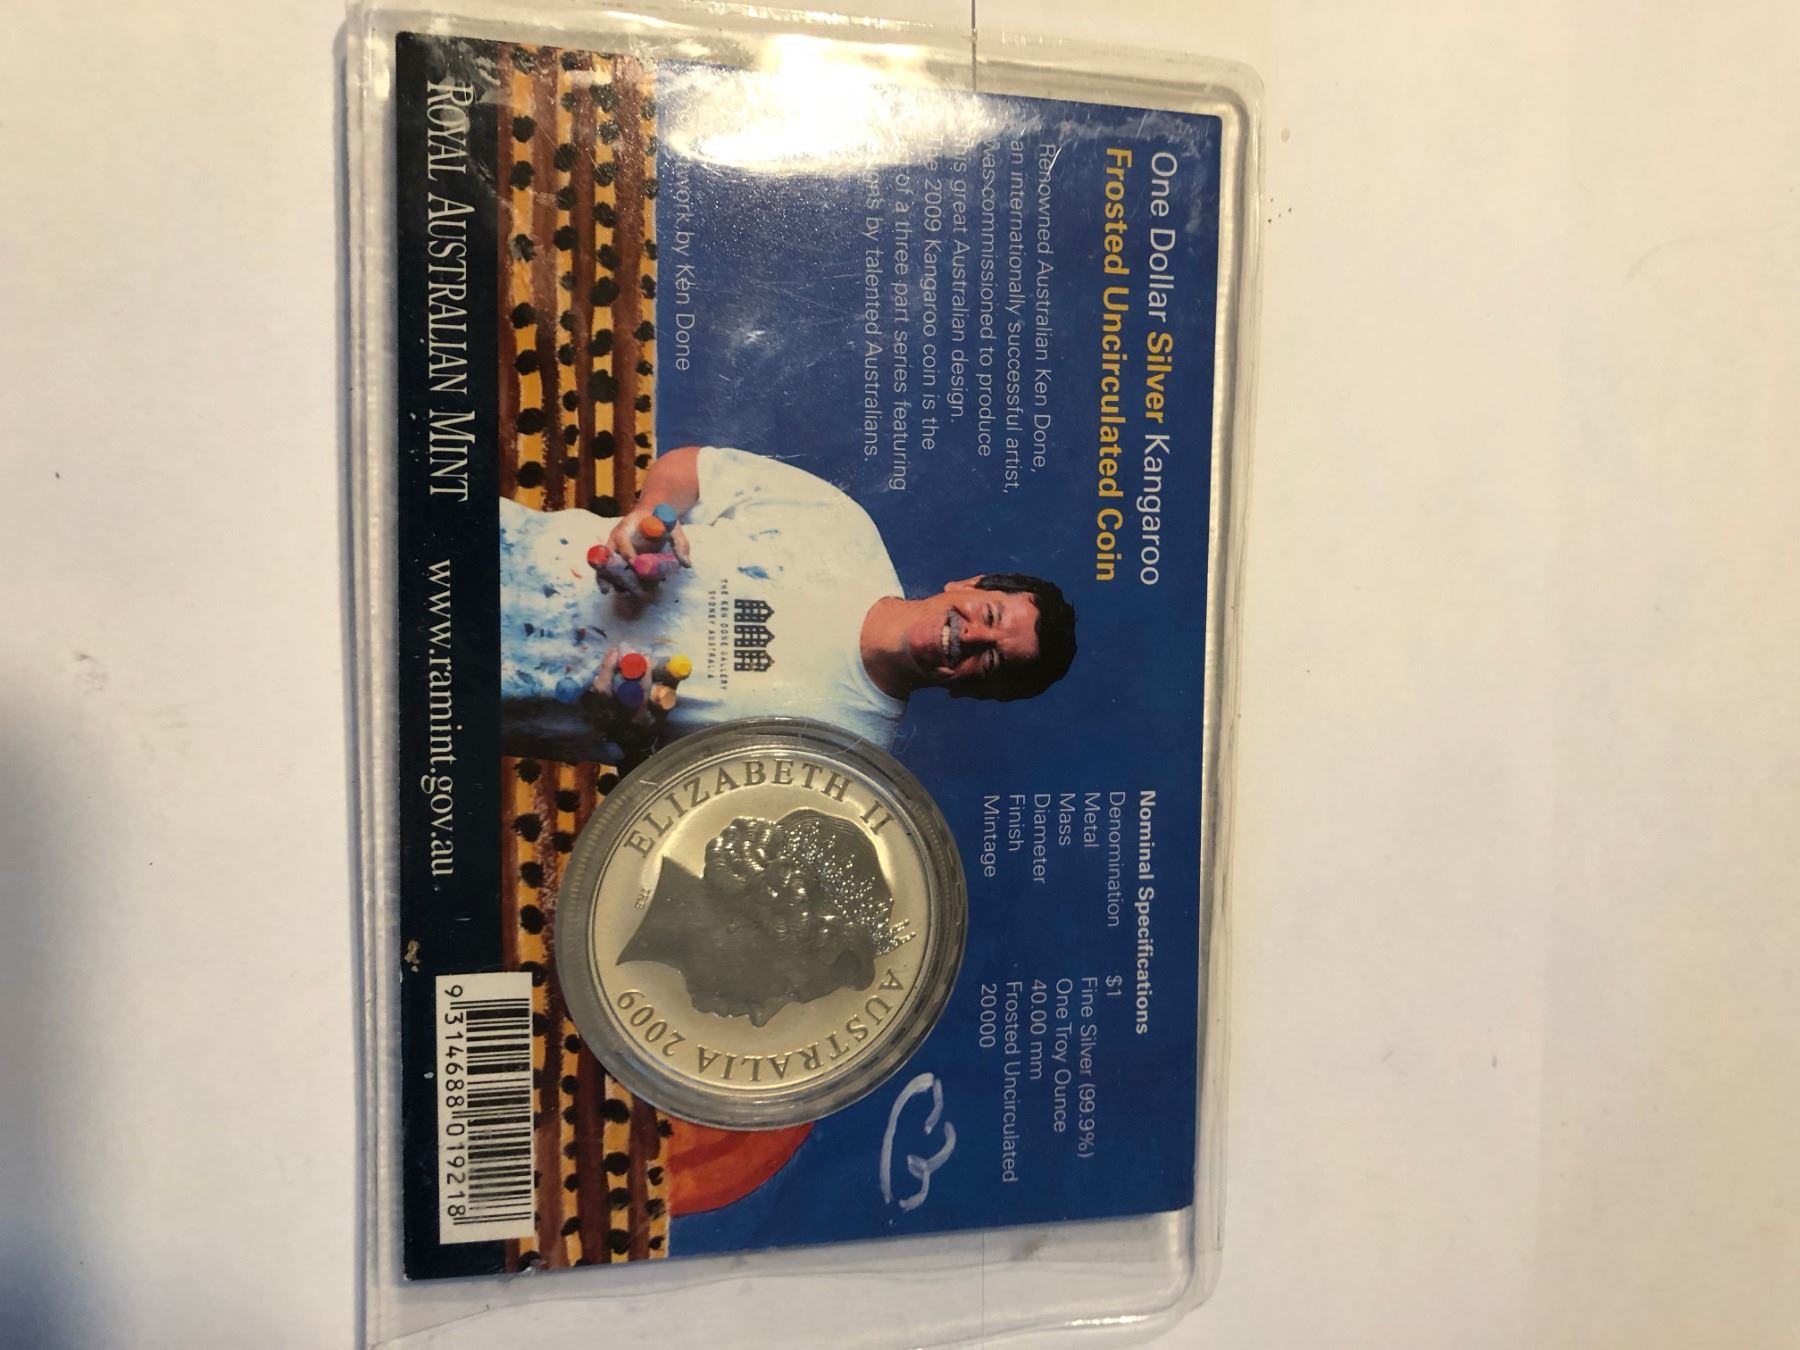 One Dollar Silver Kangaroo
Frosted Uncirculated Coin
Renowned Australian Ken Done,
an internationally successful artist,
was commissioned to produce
this great Australian design.
2009 Kangaroo coin is the
of a three part series featuring
by talented Australians.
by Ken Done
THE KEN DONE GALLERY
SYDNEY AUSTRALIA
Nominal Specifications
Denomination $1
Metal Fine Silver (99.9%)
Mass One Troy Ounce
Diameter 40.00 mm
Finish Frosted Uncirculated
Mintage 20000
ELIZABETH II AUSTRALIA 2009
IRB
ROYAL AUSTRALIAN MINT www.ramint.gov.au
9 314688 019218